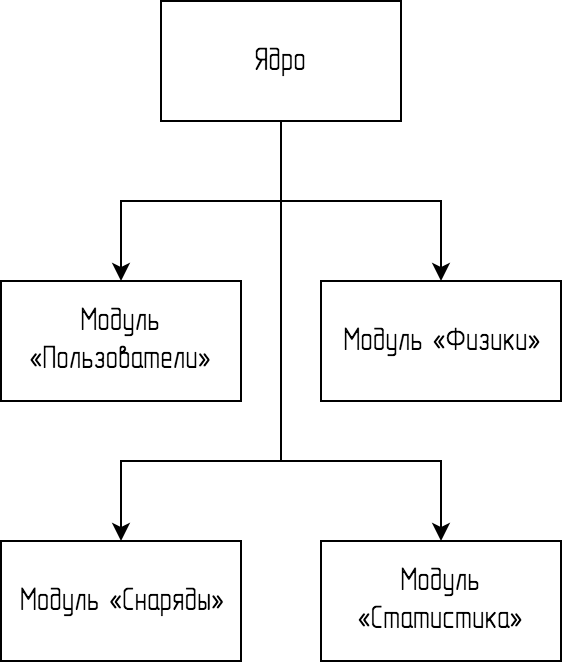 Ядро
Модуль
«Пользователи»
Модуль «Физики»
Модуль «Снаряды»
Модуль
«Статистика»